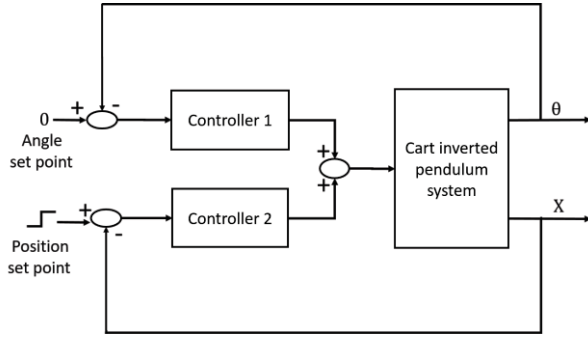 θ
+
-
0
Angle
set point
Controller 1
+
+
Cart inverted
pendulum
system
X
+
-
Position
set point
Controller 2